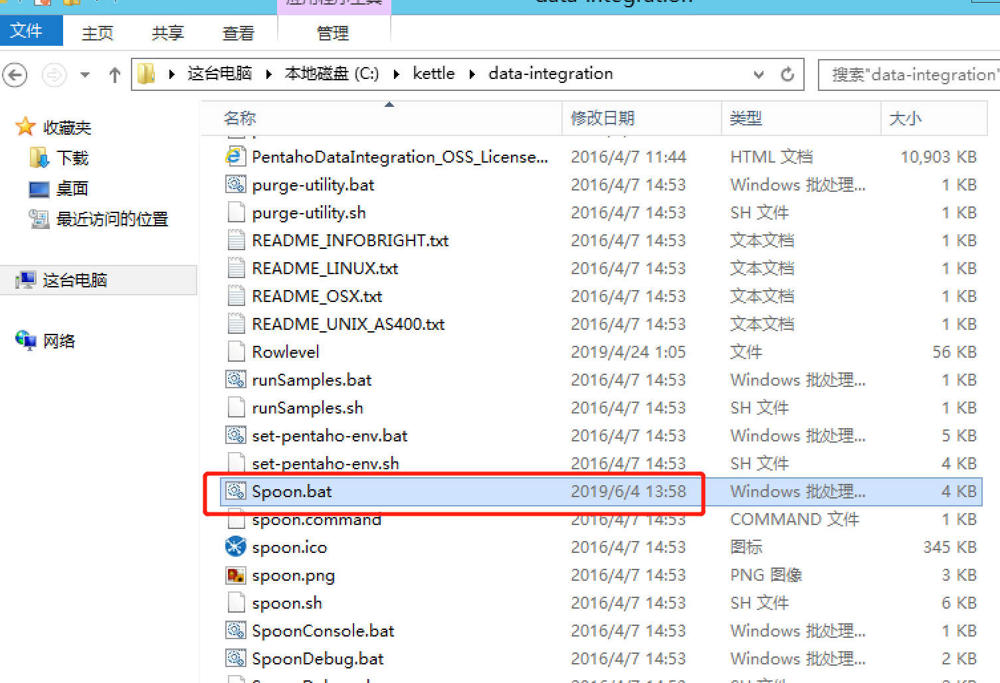 应用程序工具 data-integration
文件 主页 共享 查看 管理
这台电脑 本地磁盘 (C:) kettle data-integration 搜索"data-integration"
收藏夹
下载
桌面
最近访问的位置
这台电脑
网络
名称 修改日期 类型 大小
PentahoDataIntegration_OSS_License... 2016/4/7 11:44 HTML 文档 10,903 KB
purge-utility.bat 2016/4/7 14:53 Windows 批处理... 1 KB
purge-utility.sh 2016/4/7 14:53 SH 文件 1 KB
README_INFOBRIGHT.txt 2016/4/7 14:53 文本文档 1 KB
README_LINUX.txt 2016/4/7 14:53 文本文档 1 KB
README_OSX.txt 2016/4/7 14:53 文本文档 1 KB
README_UNIX_AS400.txt 2016/4/7 14:53 文本文档 1 KB
Rowlevel 2019/4/24 1:05 文件 56 KB
runSamples.bat 2016/4/7 14:53 Windows 批处理... 1 KB
runSamples.sh 2016/4/7 14:53 SH 文件 1 KB
set-pentaho-env.bat 2016/4/7 14:53 Windows 批处理... 5 KB
set-pentaho-env.sh 2016/4/7 14:53 SH 文件 4 KB
Spoon.bat 2019/6/4 13:58 Windows 批处理... 4 KB
spoon.command 2016/4/7 14:53 COMMAND 文件 1 KB
spoon.ico 2016/4/7 14:53 图标 345 KB
spoon.png 2016/4/7 14:53 PNG 图像 3 KB
spoon.sh 2016/4/7 14:53 SH 文件 6 KB
SpoonConsole.bat 2016/4/7 14:53 Windows 批处理... 1 KB
SpoonDebug.bat 2016/4/7 14:53 Windows 批处理... 2 KB